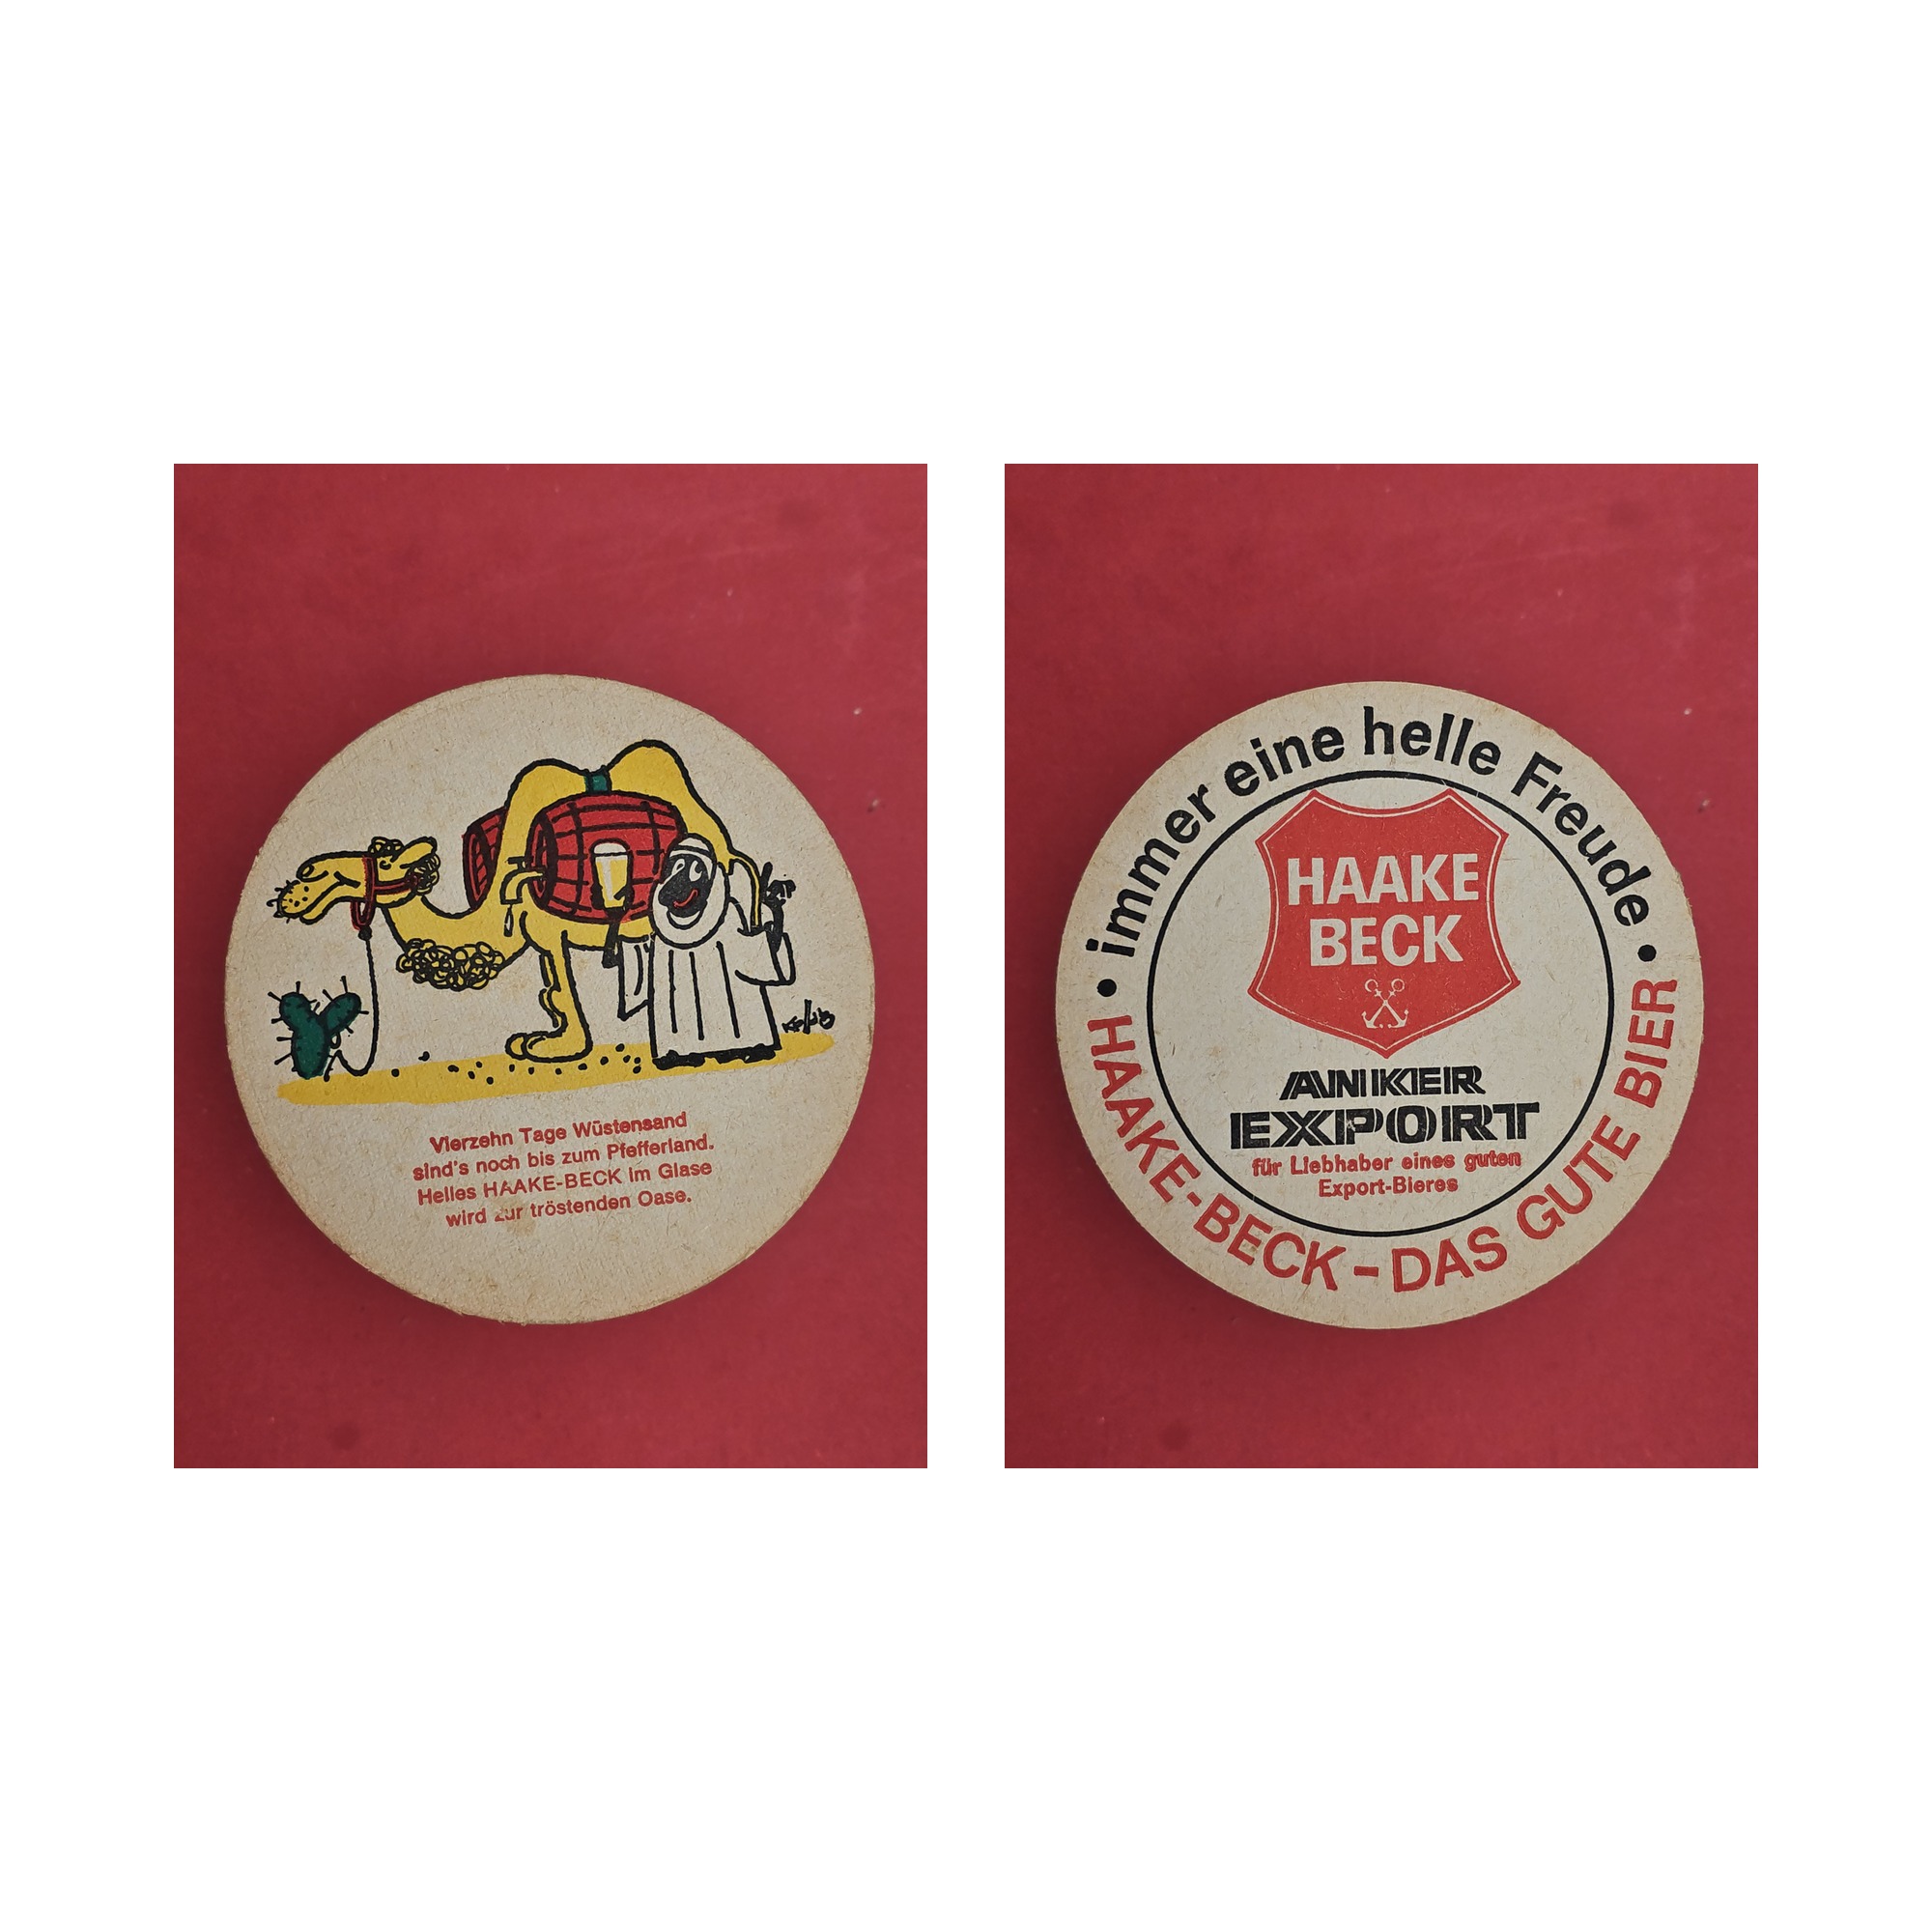 Vierzehn Tage Wüstensand
sind's noch bis zum Pfefferland.
Helles HAAKE-BECK im Glase
wird zur tröstenden Oase.
• immer eine helle Freude •
HAAKE
BECK
ANKER
EXPORT
für Liebhaber eines guten
Export-Bieres
HAAKE-BECK – DAS GUTE BIER